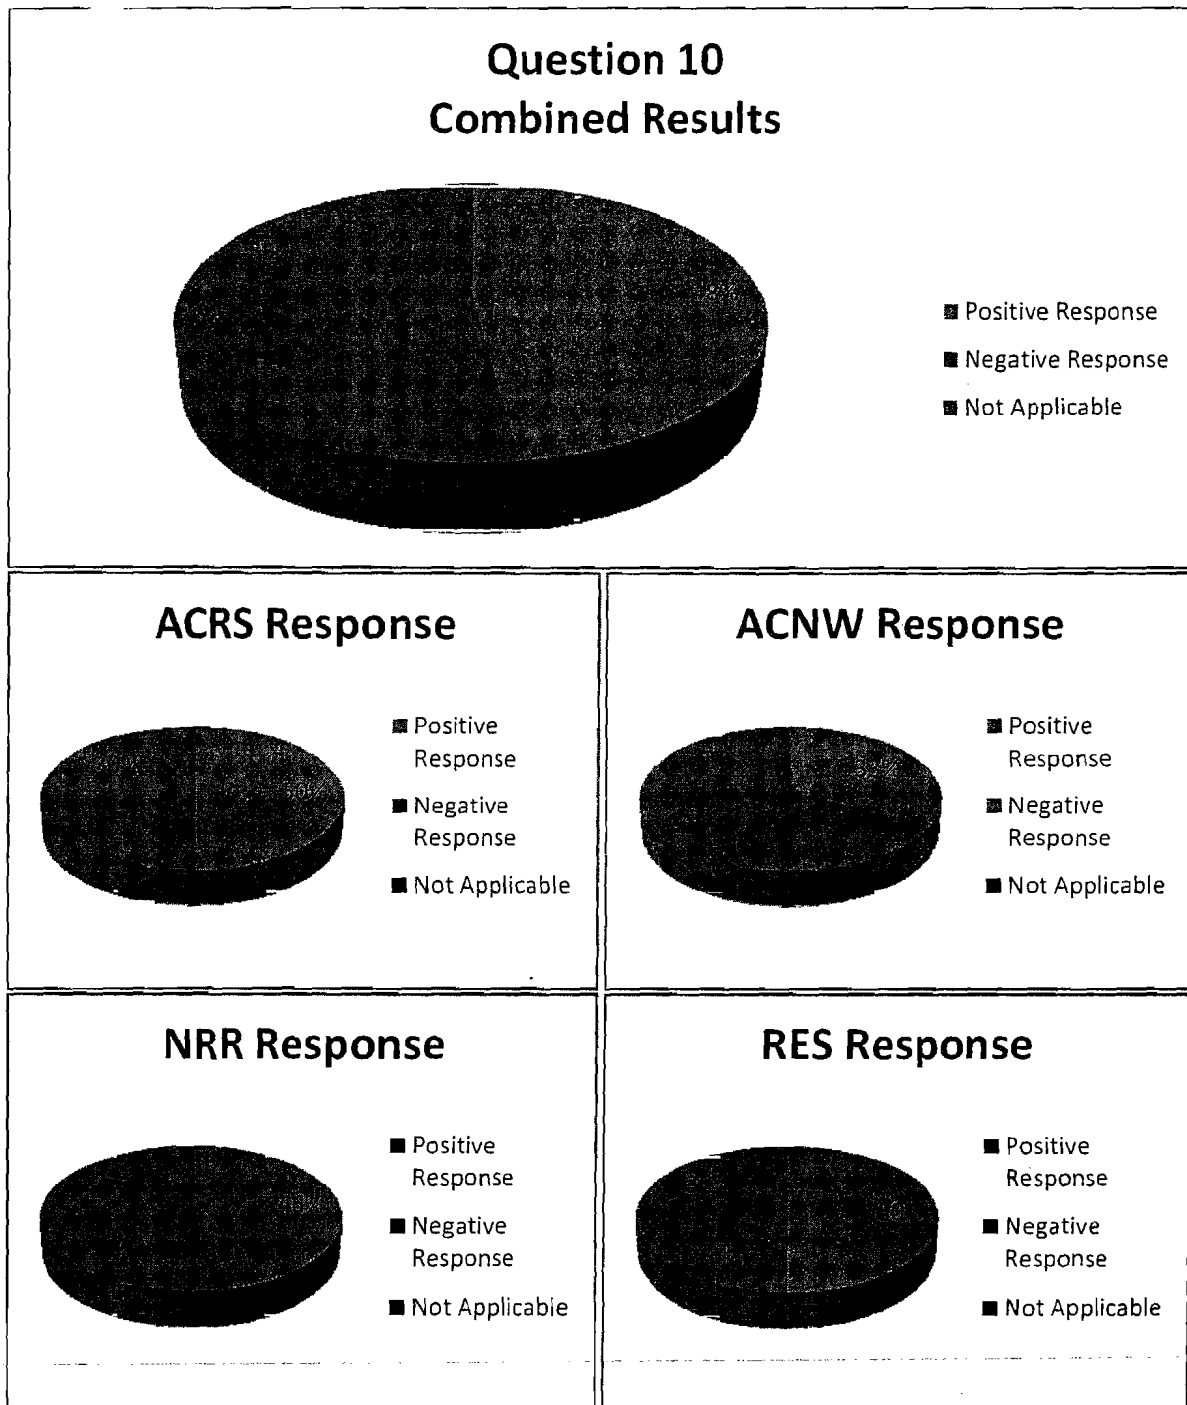 Question 10
Combined Results
Positive Response
Negative Response
Not Applicable
ACRS Response
Positive
Response
Negative
Response
Not Applicable
ACNW Response
Positive
Response
Negative
Response
Not Applicable
NRR Response
Positive
Response
Negative
Response
Not Applicable
RES Response
Positive
Response
Negative
Response
Not Applicable